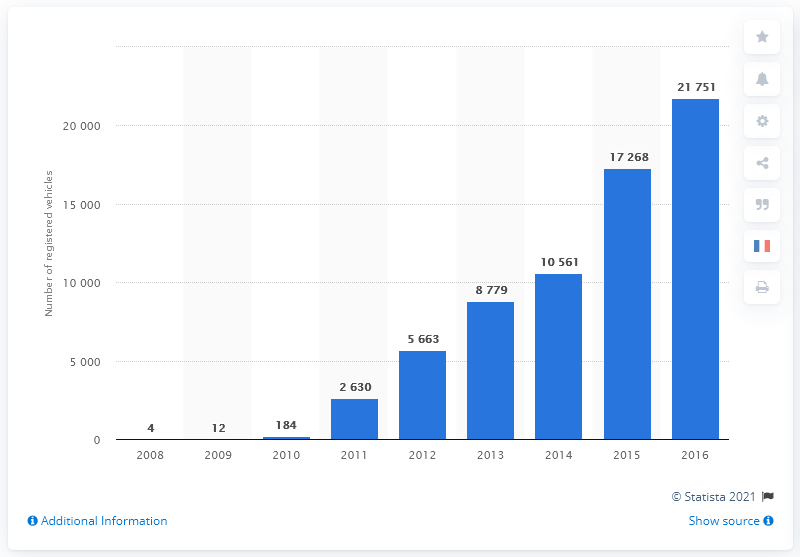 21 751
20 000
17 268
15 000
10 561
10 000
8 779
5 663
5 000
2 630
184
12
4
0
Number of registered vehicles
2008 2009 2010 2011 2012 2013 2014 2015 2016
© Statista 2021
Additional Information
Show source